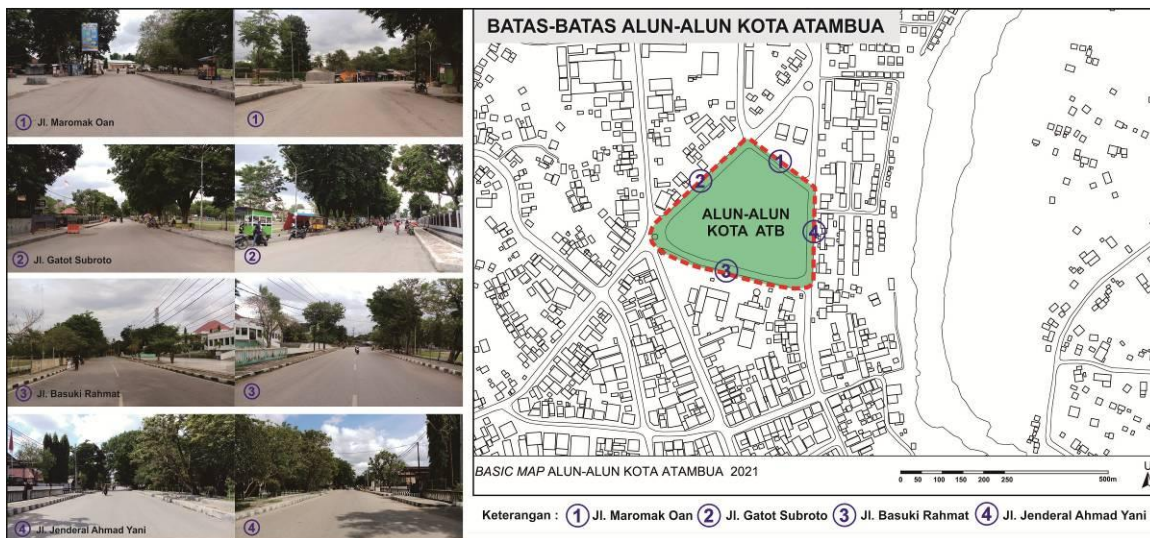 1 Jl. Maromak Oan
1
2 Jl. Gatot Subroto
2
3 Jl. Basuki Rahmat
3
4 Jl. Jenderal Ahmad Yani
4
BATAS-BATAS ALUN-ALUN KOTA ATAMBUA
1
2
ALUN-ALUN
KOTA ATB
4
3
BASIC MAP ALUN-ALUN KOTA ATAMBUA 2021
0 50 100 150 200 250 500m
U
Keterangan : 1 Jl. Maromak Oan 2 Jl. Gatot Subroto 3 Jl. Basuki Rahmat 4 Jl. Jenderal Ahmad Yani